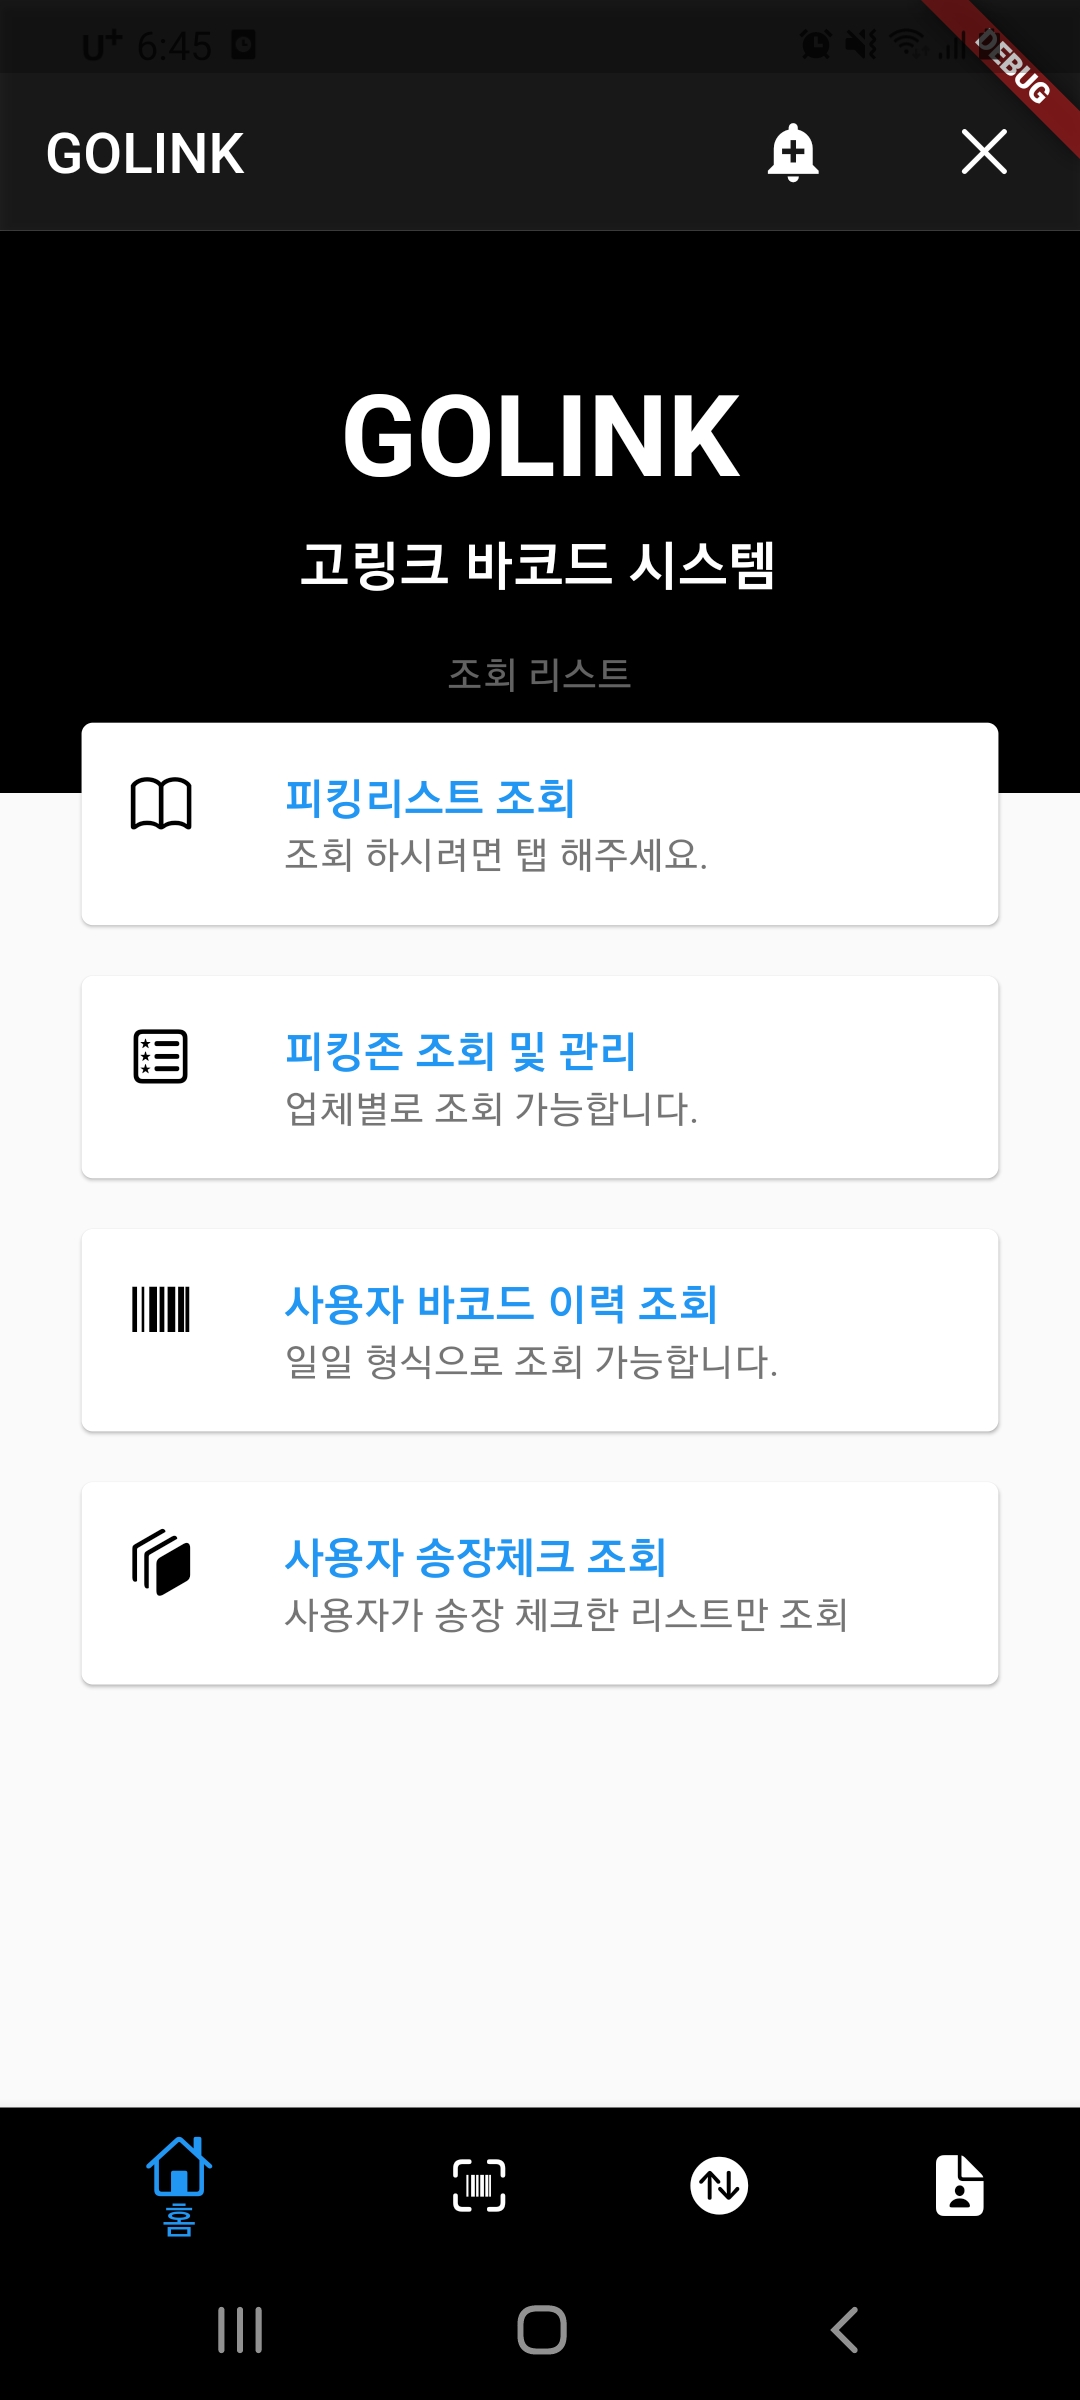 U+ 6:45
DEBUG
GOLINK
GOLINK
고링크 바코드 시스템
조회 리스트
피킹리스트 조회
조회 하시려면 탭 해주세요.
피킹존 조회 및 관리
업체별로 조회 가능합니다.
사용자 바코드 이력 조회
일일 형식으로 조회 가능합니다.
사용자 송장체크 조회
사용자가 송장 체크한 리스트만 조회
홈